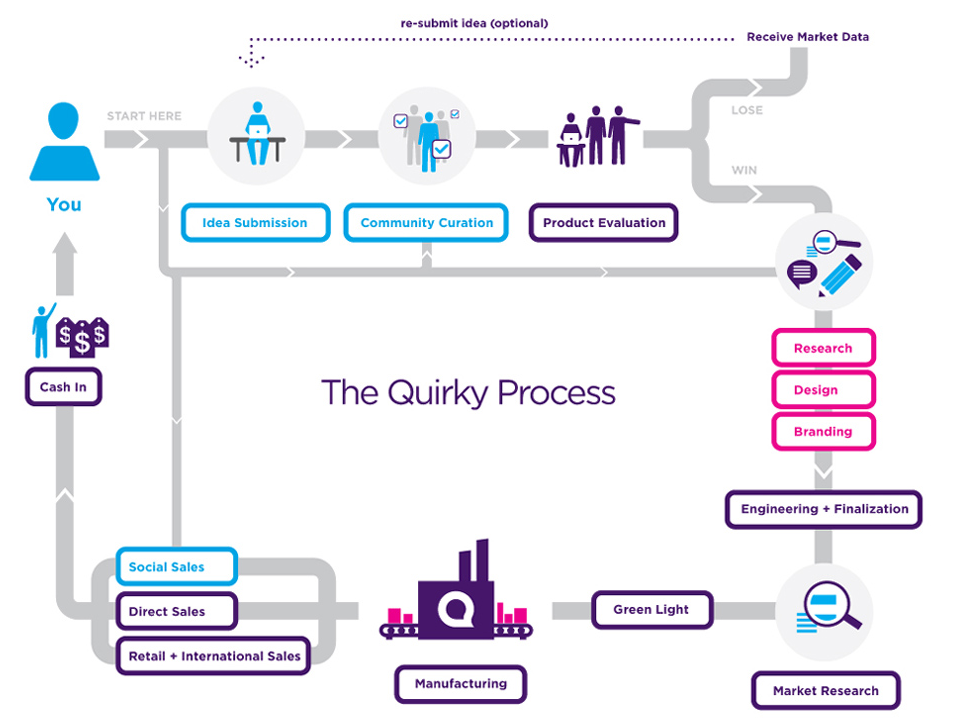 re-submit idea (optional)
Receive Market Data
START HERE
LOSE
WIN
You
Idea Submission
Community Curation
Product Evaluation
$ $ $
Cash In
The Quirky Process
Research
Design
Branding
Engineering + Finalization
Social Sales
Direct Sales
Retail + International Sales
Green Light
Manufacturing
Market Research